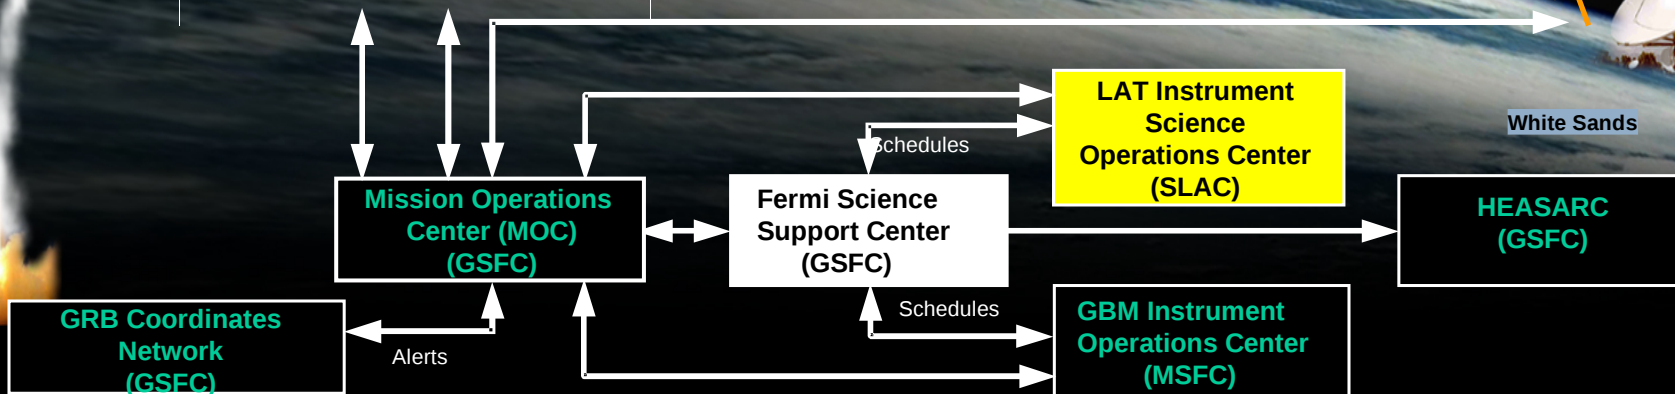 LAT Instrument
Science
Operations Center
(SLAC)
White Sands
Schedules
Mission Operations
Center (MOC)
(GSFC)
Fermi Science
Support Center
(GSFC)
HEASARC
(GSFC)
GRB Coordinates
Network
(GSFC)
Alerts
Schedules
GBM Instrument
Operations Center
(MSFC)